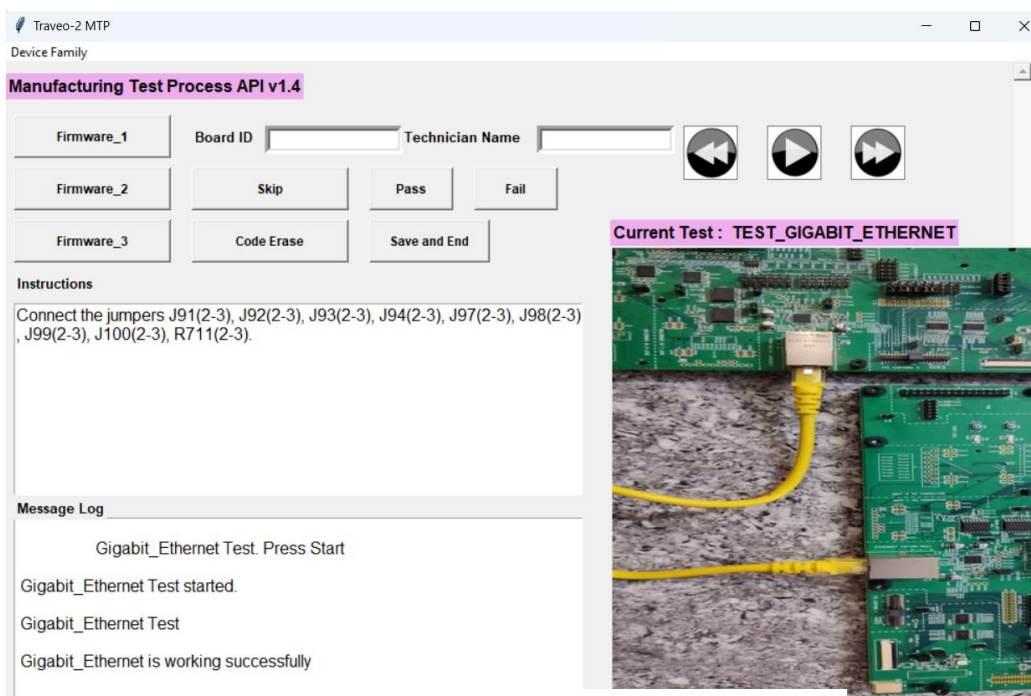 Traveo-2 MTP
Device Family
Manufacturing Test Process API v1.4
Firmware_1
Board ID
Technician Name
Firmware_2
Skip
Pass
Fail
Firmware_3
Code Erase
Save and End
Current Test : TEST_GIGABIT_ETHERNET
Instructions
Connect the jumpers J91(2-3), J92(2-3), J93(2-3), J94(2-3), J97(2-3), J98(2-3)
, J99(2-3), J100(2-3), R711(2-3).
Message Log
Gigabit_Ethernet Test. Press Start
Gigabit_Ethernet Test started.
Gigabit_Ethernet Test
Gigabit_Ethernet is working successfully